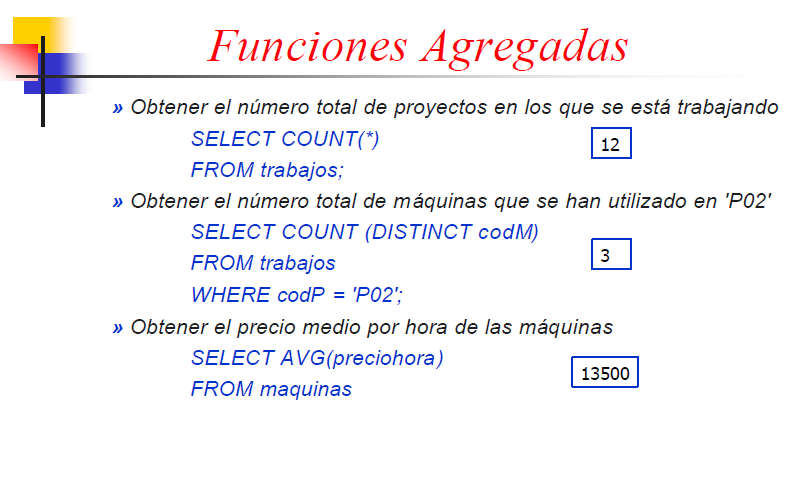 Funciones Agregadas
» Obtener el número total de proyectos en los que se está trabajando
SELECT COUNT(*)
12
FROM trabajos;
» Obtener el número total de máquinas que se han utilizado en 'P02'
SELECT COUNT (DISTINCT codM)
3
FROM trabajos
WHERE codP = 'P02';
» Obtener el precio medio por hora de las máquinas
SELECT AVG(preciohora)
13500
FROM maquinas